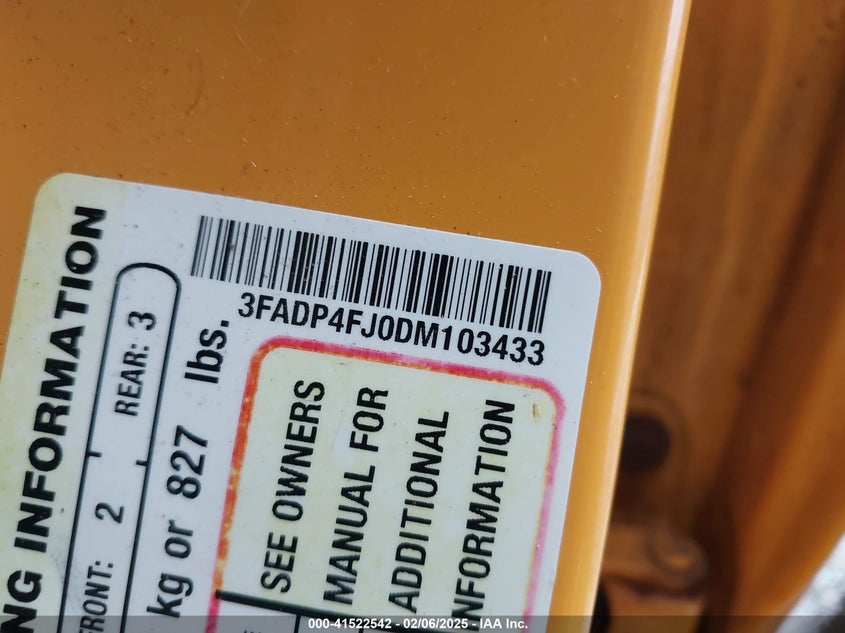 3FADP4FJ0DM103433
NG INFORMATION
FRONT: 2 REAR: 3
kg or 827 lbs.
SEE OWNERS
MANUAL FOR
ADDITIONAL
INFORMATION
000-41522542 - 02/06/2025 - IAA Inc.